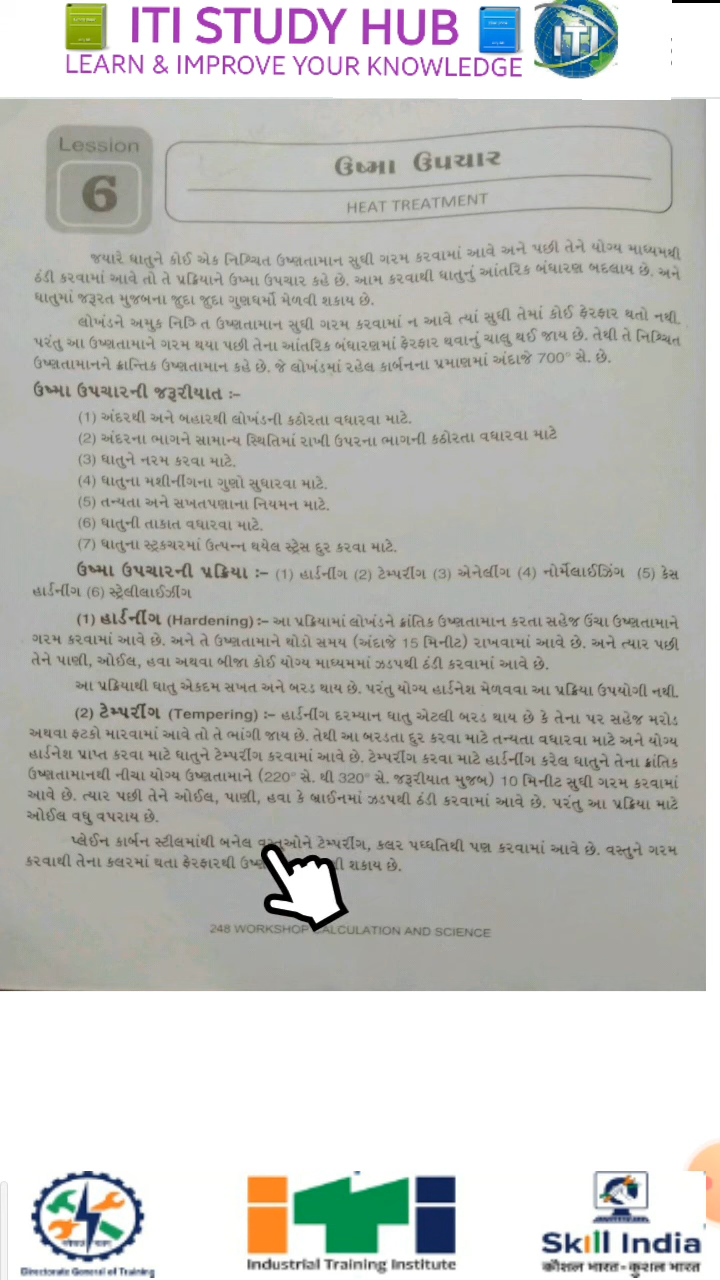 ITI STUDY HUB
LEARN & IMPROVE YOUR KNOWLEDGE
ITI
Lession
6
ઉષ્મા ઉપચાર
HEAT TREATMENT
જયારે ધાતુને કોઈ એક નિશ્ચિત ઉષ્ણતામાન સુધી ગરમ કરવામાં આવે અને પછી તેને યોગ્ય માધ્યમથી
ઠંડી કરવામાં આવે તો તે પ્રક્રિયાને ઉષ્મા ઉપચાર કહે છે. આમ કરવાથી ધાતુનું આંતરિક બંધારણ બદલાય છે. અને
ધાતુમાં જરૂરત મુજબના જુદા જુદા ગુણધર્મો મેળવી શકાય છે.
લોખંડને અમુક નિશ્ચિત ઉષ્ણતામાન સુધી ગરમ કરવામાં ન આવે ત્યાં સુધી તેમાં કોઈ ફેરફાર થતો નથી.
પરંતુ આ ઉષ્ણતામાને ગરમ થયા પછી તેના આંતરિક બંધારણમાં ફેરફાર થવાનું ચાલુ થઈ જાય છે. તેથી તે નિશ્ચિત
ઉષ્ણતામાનને ક્રાન્તિક ઉષ્ણતામાન કહે છે. જે લોખંડમાં રહેલ કાર્બનના પ્રમાણમાં અંદાજે 700° સે. છે.
ઉષ્મા ઉપચારની જરૂરીયાત :–
(1) અંદરથી અને બહારથી લોખંડની કઠોરતા વધારવા માટે.
(2) અંદરના ભાગને સામાન્ય સ્થિતિમાં રાખી ઉપરના ભાગની કઠોરતા વધારવા માટે
(3) ધાતુને નરમ કરવા માટે.
(4) ધાતુના મશીનીંગના ગુણો સુધારવા માટે.
(5) તન્યતા અને સખતપણાના નિયમન માટે.
(6) ધાતુની તાકાત વધારવા માટે.
(7) ધાતુના સ્ટ્રકચરમાં ઉત્પન્ન થયેલ સ્ટ્રેસ દુર કરવા માટે.
ઉષ્મા ઉપચારની પ્રક્રિયા :– (1) હાર્ડનીંગ (2) ટેમ્પરીંગ (3) એનેલીંગ (4) નોર્મેલાઈઝિંગ (5) કેસ
હાર્ડનીંગ (6) સ્ટ્રેલીલાઈઝીંગ
(1) હાર્ડનીંગ (Hardening) :– આ પ્રક્રિયામાં લોખંડને ક્રાંતિક ઉષ્ણતામાન કરતા સહેજ ઉંચા ઉષ્ણતામાને
ગરમ કરવામાં આવે છે. અને તે ઉષ્ણતામાને થોડો સમય (અંદાજે 15 મિનીટ) રાખવામાં આવે છે. અને ત્યાર પછી
તેને પાણી, ઓઈલ, હવા અથવા બીજા કોઈ યોગ્ય માધ્યમમાં ઝડપથી ઠંડી કરવામાં આવે છે.
આ પ્રક્રિયાથી ધાતુ એકદમ સખત અને બરડ થાય છે. પરંતુ યોગ્ય હાર્ડનેશ મેળવવા આ પ્રક્રિયા ઉપયોગી નથી.
(2) ટેમ્પરીંગ (Tempering) :– હાર્ડનીંગ દરમ્યાન ધાતુ એટલી બરડ થાય છે કે તેના પર સહેજ મરોડ
અથવા ફટકો મારવામાં આવે તો તે ભાંગી જાય છે. તેથી આ બરડતા દુર કરવા માટે તન્યતા વધારવા માટે અને યોગ્ય
હાર્ડનેશ પ્રાપ્ત કરવા માટે ધાતુને ટેમ્પરીંગ કરવામાં આવે છે. ટેમ્પરીંગ કરવા માટે હાર્ડનીંગ કરેલ ધાતુને તેના ક્રાંતિક
ઉષ્ણતામાનથી નીચા યોગ્ય ઉષ્ણતામાને (220° સે. થી 320° સે. જરૂરીયાત મુજબ) 10 મિનીટ સુધી ગરમ કરવામાં
આવે છે. ત્યાર પછી તેને ઓઈલ, પાણી, હવા કે બ્રાઈનમાં ઝડપથી ઠંડી કરવામાં આવે છે. પરંતુ આ પ્રક્રિયા માટે
ઓઈલ વધુ વપરાય છે.
પ્લેઈન કાર્બન સ્ટીલમાંથી બનેલ વસ્તુઓને ટેમ્પરીંગ, કલર પધ્ધતિથી પણ કરવામાં આવે છે. વસ્તુને ગરમ
કરવાથી તેના કલરમાં થતા ફેરફારથી શકાય છે.
248 WORKSHOP CALCULATION AND SCIENCE
Directorate General of Training
Industrial Training Institute
Skill India
कौशल भारत - कुशल भारत